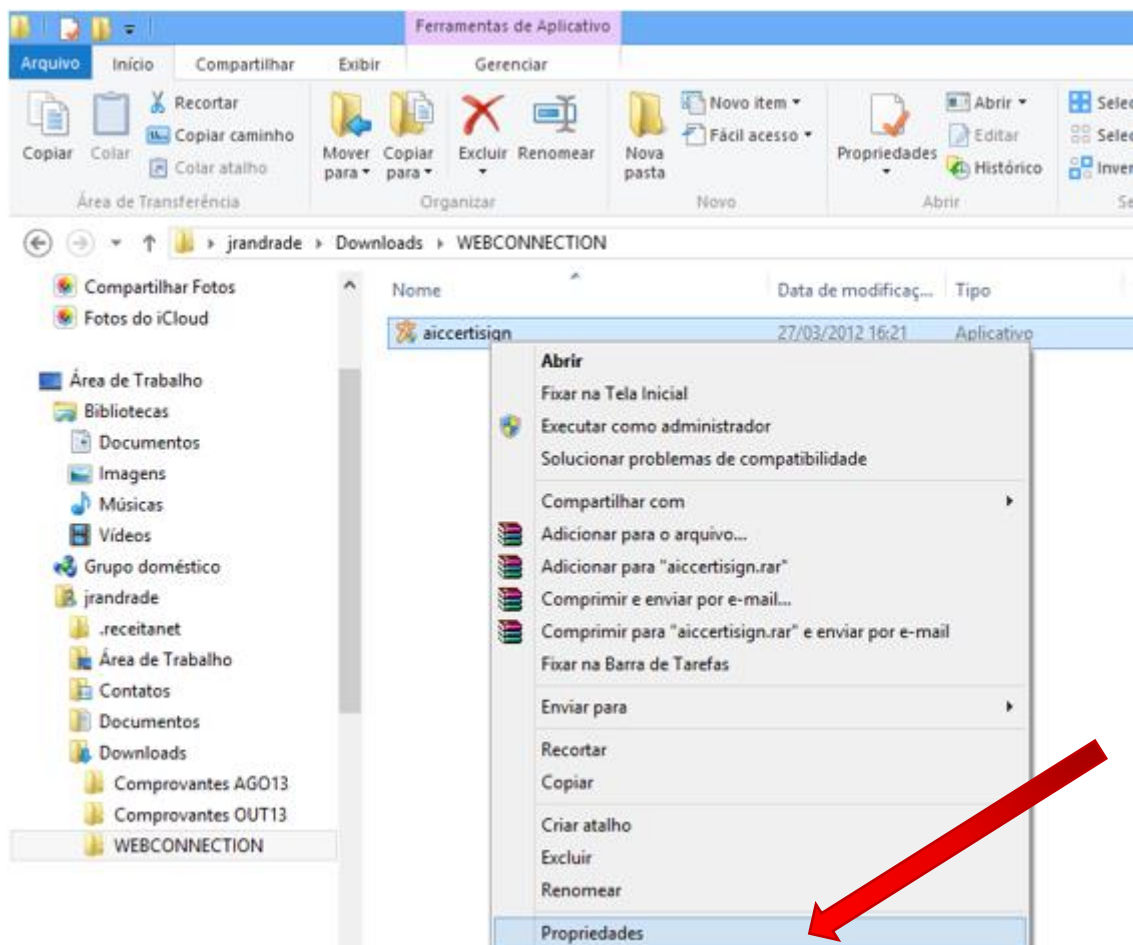 Ferramentas de Aplicativo
Arquivo Início Compartilhar Exibir Gerenciar
Copiar
Colar
Recortar
Copiar caminho
Colar atalho
Área de Transferência
Mover para
Copiar para
Excluir
Renomear
Organizar
Nova pasta
Novo item
Fácil acesso
Novo
Propriedades
Abrir
Editar
Histórico
Abrir
Selec
Selec
Inver
Se
jrandrade Downloads WEBCONNECTION
Compartilhar Fotos
Fotos do iCloud
Área de Trabalho
Bibliotecas
Documentos
Imagens
Músicas
Vídeos
Grupo doméstico
jrandrade
.receitanet
Área de Trabalho
Contatos
Documentos
Downloads
Comprovantes AGO13
Comprovantes OUT13
WEBCONNECTION
Nome Data de modificaç... Tipo
aiccertisign 27/03/2012 16:21 Aplicativo
Abrir
Fixar na Tela Inicial
Executar como administrador
Solucionar problemas de compatibilidade
Compartilhar com
Adicionar para o arquivo...
Adicionar para "aiccertisign.rar"
Comprimir e enviar por e-mail...
Comprimir para "aiccertisign.rar" e enviar por e-mail
Fixar na Barra de Tarefas
Enviar para
Recortar
Copiar
Criar atalho
Excluir
Renomear
Propriedades